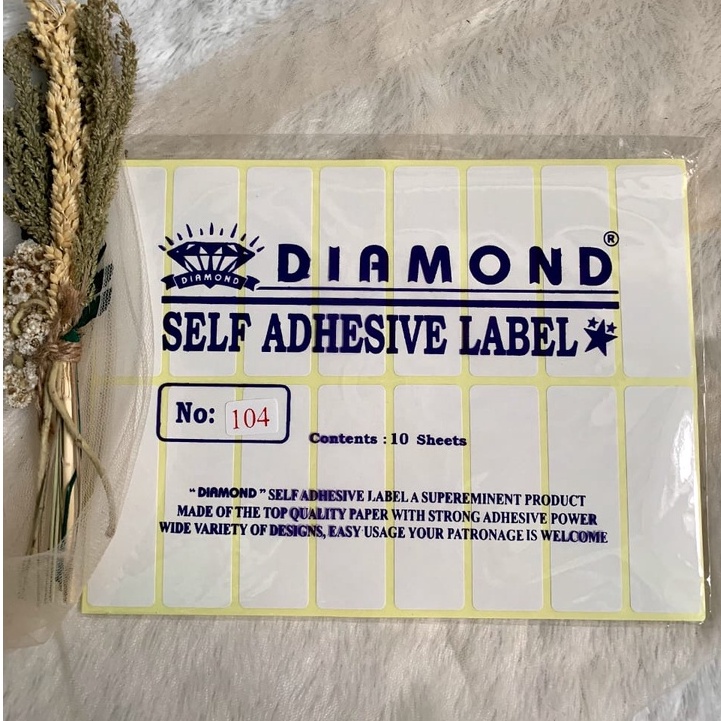 DIAMOND
DIAMOND®
SELF ADHESIVE LABEL
No: 104
Contents : 10 Sheets
“ DIAMOND ” SELF ADHESIVE LABEL A SUPEREMINENT PRODUCT
MADE OF THE TOP QUALITY PAPER WITH STRONG ADHESIVE POWER
WIDE VARIETY OF DESIGNS, EASY USAGE YOUR PATRONAGE IS WELCOME